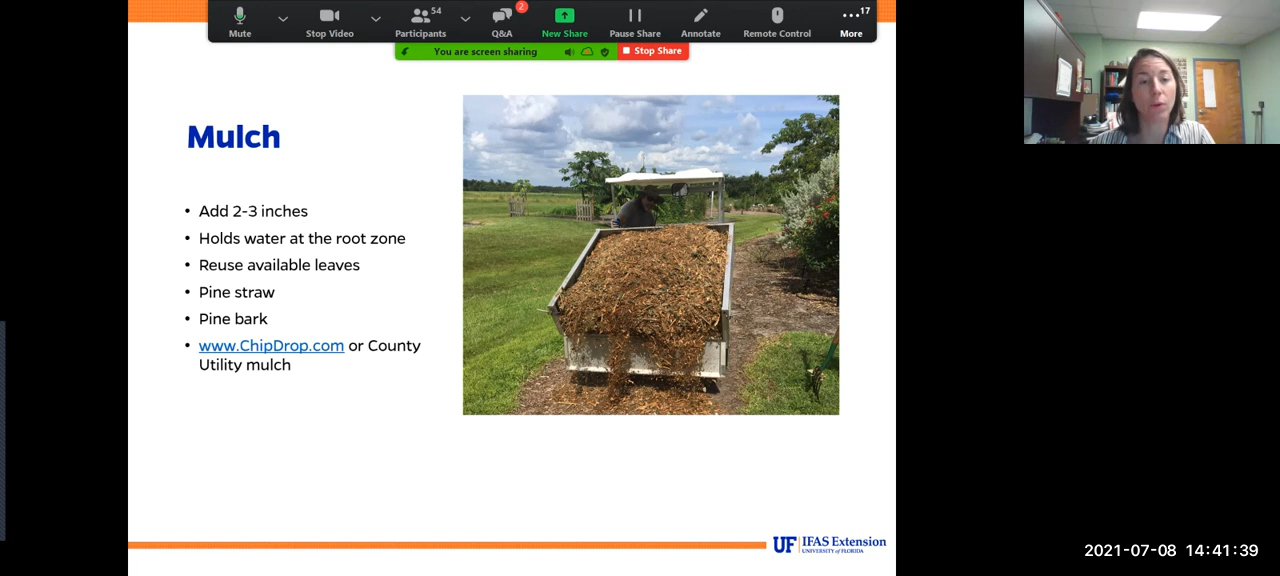 54
2
17
Mute
Stop Video
Participants
Q&A
New Share
Pause Share
Annotate
Remote Control
More
You are screen sharing
Stop Share
Mulch
• Add 2-3 inches
• Holds water at the root zone
• Reuse available leaves
• Pine straw
• Pine bark
• www.ChipDrop.com or County
Utility mulch
UF IFAS Extension
UNIVERSITY of FLORIDA
2021-07-08 14:41:39